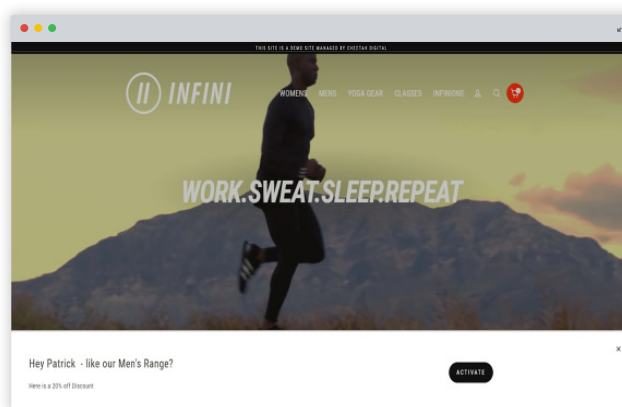 THIS SITE IS A DEMO SITE MANAGED BY CHEETAH DIGITAL
INFINI
WOMENS MENS YOGA GEAR CLASSES INFINIONE
WORK.SWEAT.SLEEP.REPEAT
Hey Patrick - like our Men's Range?
Here is a 20% off Discount
ACTIVATE